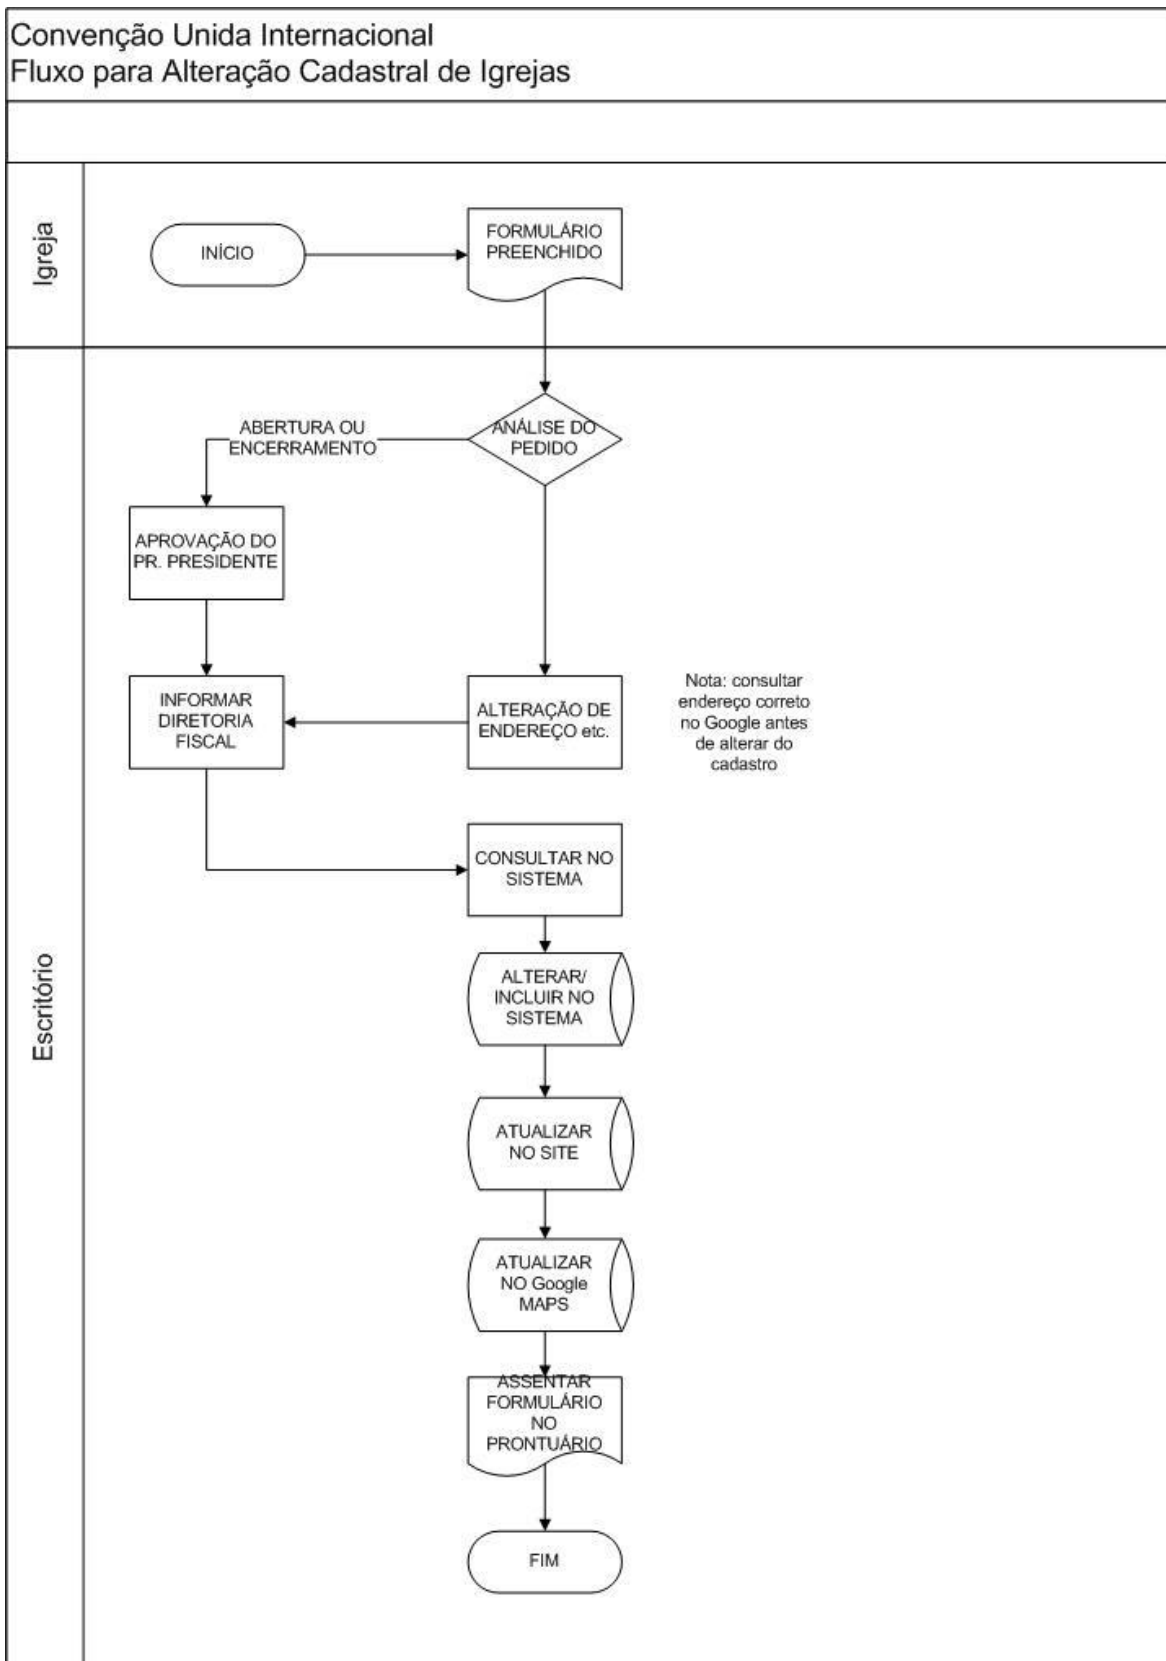 Convenção Unida Internacional
Fluxo para Alteração Cadastral de Igrejas
Igreja
INÍCIO
FORMULÁRIO
PREENCHIDO
Escritório
ANÁLISE DO
PEDIDO
ABERTURA OU
ENCERRAMENTO
APROVAÇÃO DO
PR. PRESIDENTE
INFORMAR
DIRETORIA
FISCAL
ALTERAÇÃO DE
ENDEREÇO etc.
Nota: consultar
endereço correto
no Google antes
de alterar do
cadastro
CONSULTAR NO
SISTEMA
ALTERAR/
INCLUIR NO
SISTEMA
ATUALIZAR
NO SITE
ATUALIZAR
NO Google
MAPS
ASSENTAR
FORMULÁRIO
NO
PRONTUÁRIO
FIM